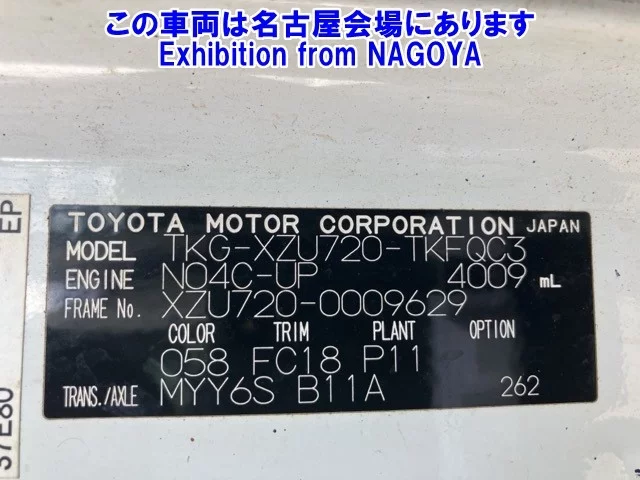 この車両は名古屋会場にあります
Exhibition from NAGOYA
TOYOTA MOTOR CORPORATION JAPAN
MODEL TKG-XZU720-TKFQC3
ENGINE N04C-UP 4009 mL
FRAME No. XZU720-0009629
COLOR TRIM PLANT OPTION
058 FC18 P11
TRANS./AXLE MYY6S B11A 262
EP
37E80